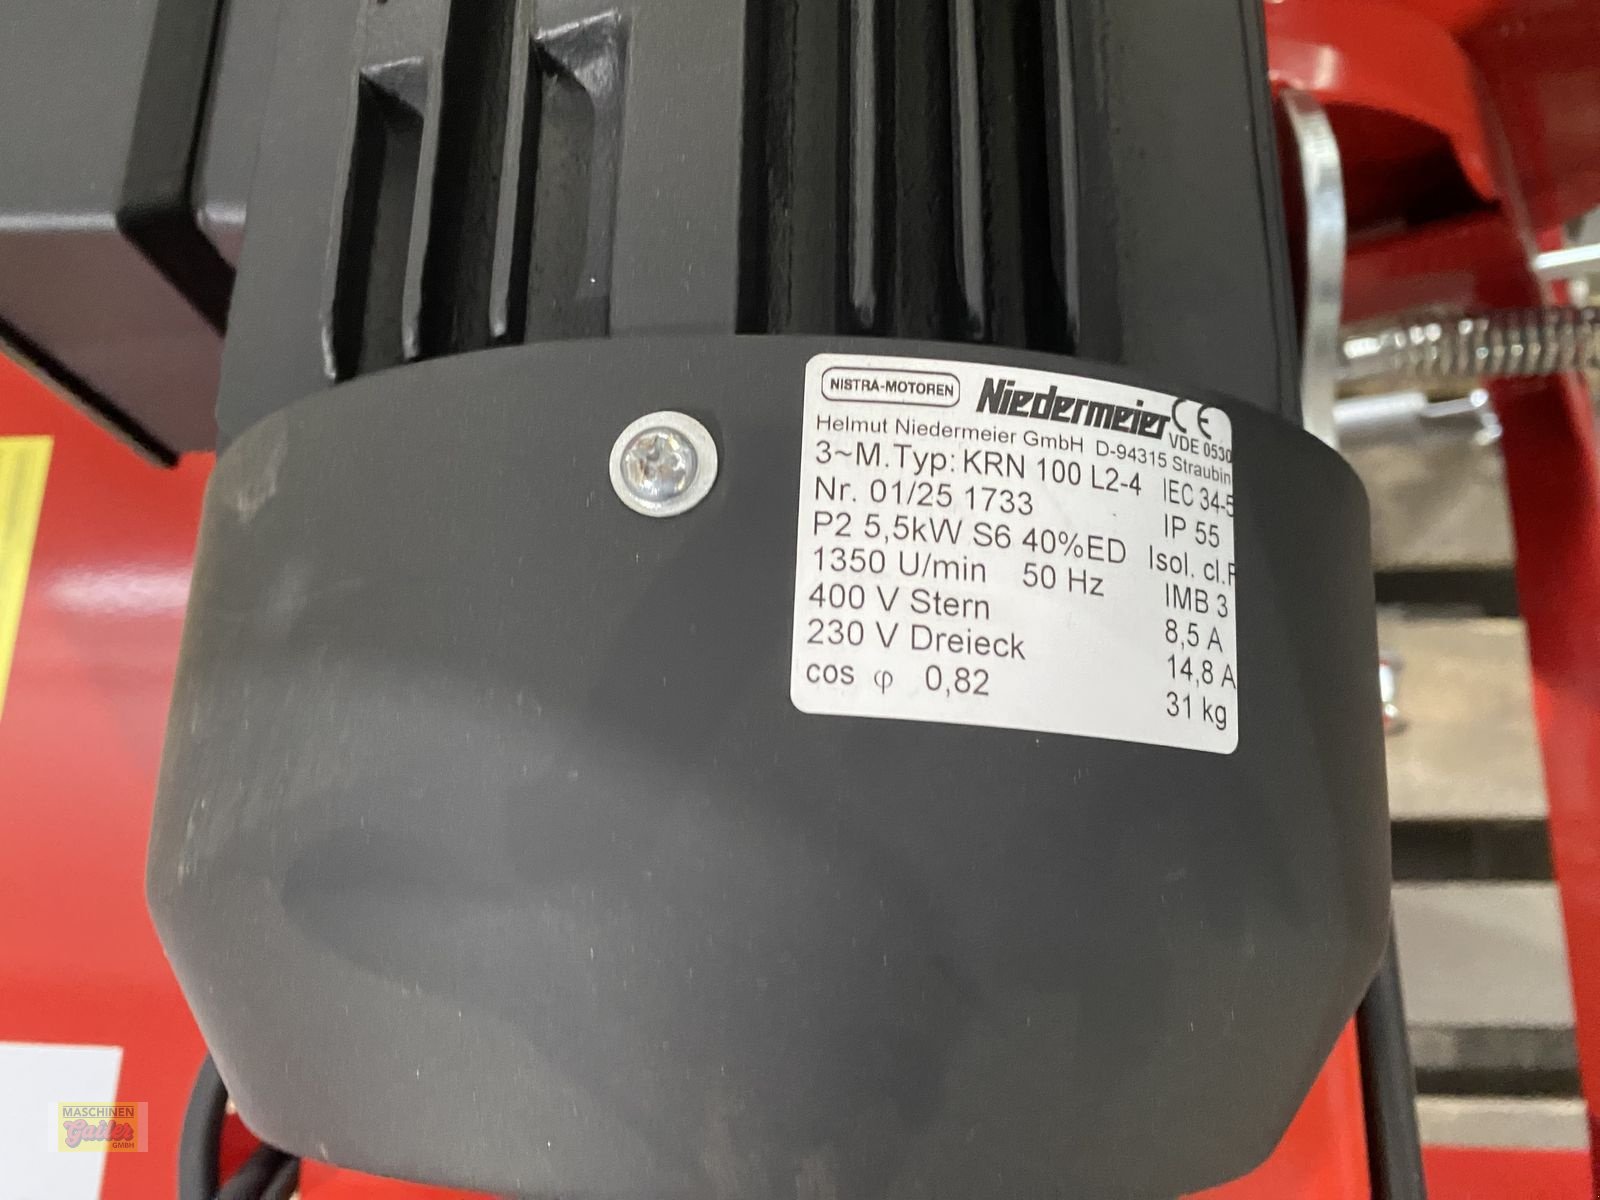 NISTRA-MOTOREN Niedermeier CE
Helmut Niedermeier GmbH D-94315 Straubin
VDE 0530
3~M.Typ: KRN 100 L2-4 IEC 34-5
Nr. 01/25 1733 IP 55
P2 5,5kW S6 40%ED Isol. cl.F
1350 U/min 50 Hz IMB 3
400 V Stern 8,5 A
230 V Dreieck 14,8 A
cos φ 0,82 31 kg
MASCHINEN
Gailer
GMBH